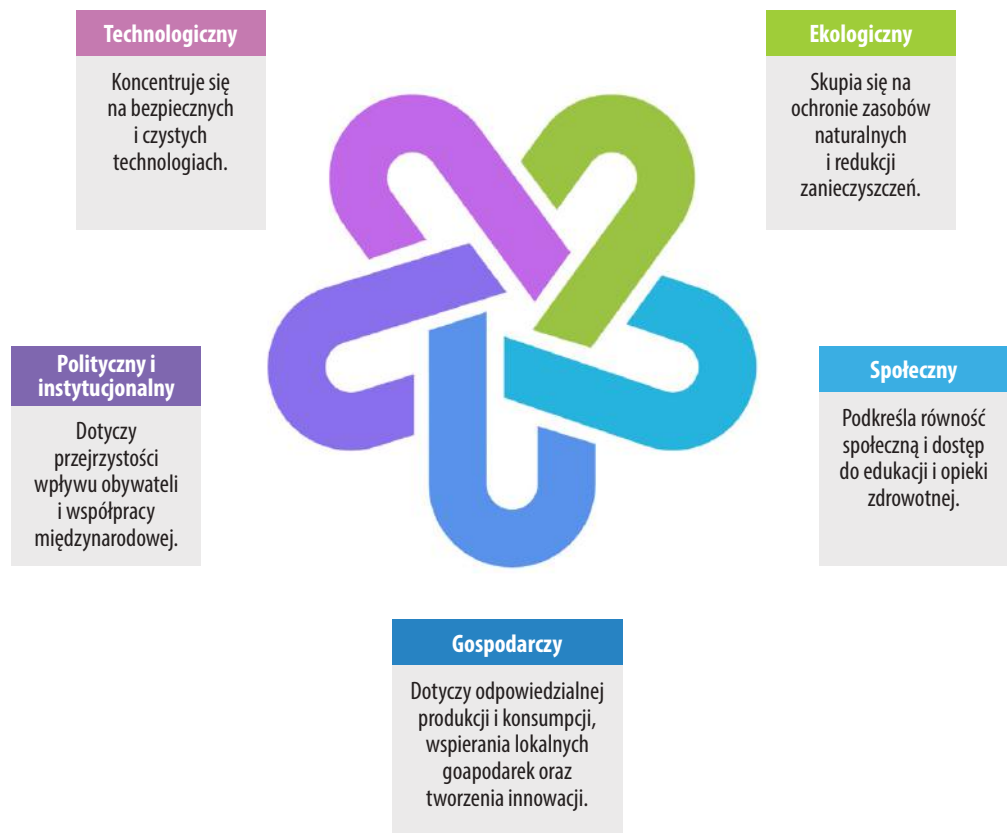 Technologiczny
Koncentruje się
na bezpiecznych
i czystych
technologiach.
Ekologiczny
Skupia się na
ochronie zasobów
naturalnych
i redukcji
zanieczyszczeń.
Polityczny i
instytucjonalny
Dotyczy
przejrzystości
wpływu obywateli
i współpracy
międzynarodowej.
Społeczny
Podkreśla równość
społeczną i dostęp
do edukacji i opieki
zdrowotnej.
Gospodarczy
Dotyczy odpowiedzialnej
produkcji i konsumpcji,
wspierania lokalnych
goapodarek oraz
tworzenia innowacji.